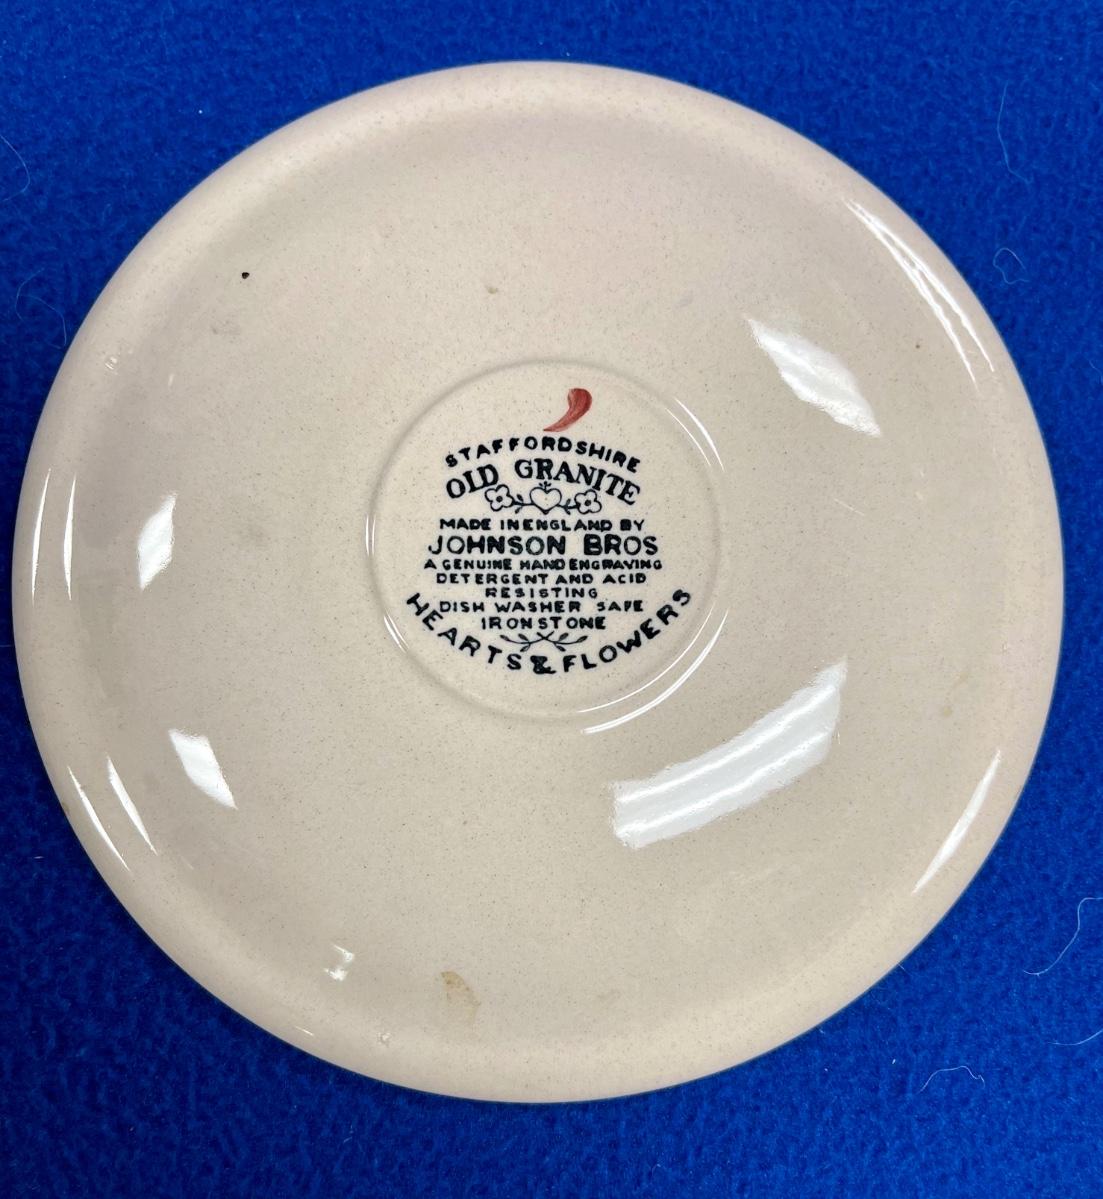 STAFFORDSHIRE
OLD GRANITE
MADE IN ENGLAND BY
JOHNSON BROS
A GENUINE HAND ENGRAVING
DETERGENT AND ACID
RESISTING
DISH WASHER SAFE
IRONSTONE
HEARTS & FLOWERS